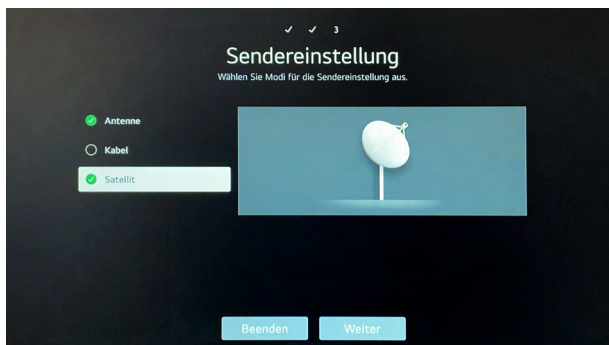 ✓ ✓ 3
Sendereinstellung
Wählen Sie Modi für die Sendereinstellung aus.
Antenne
Kabel
Satellit
Beenden
Weiter